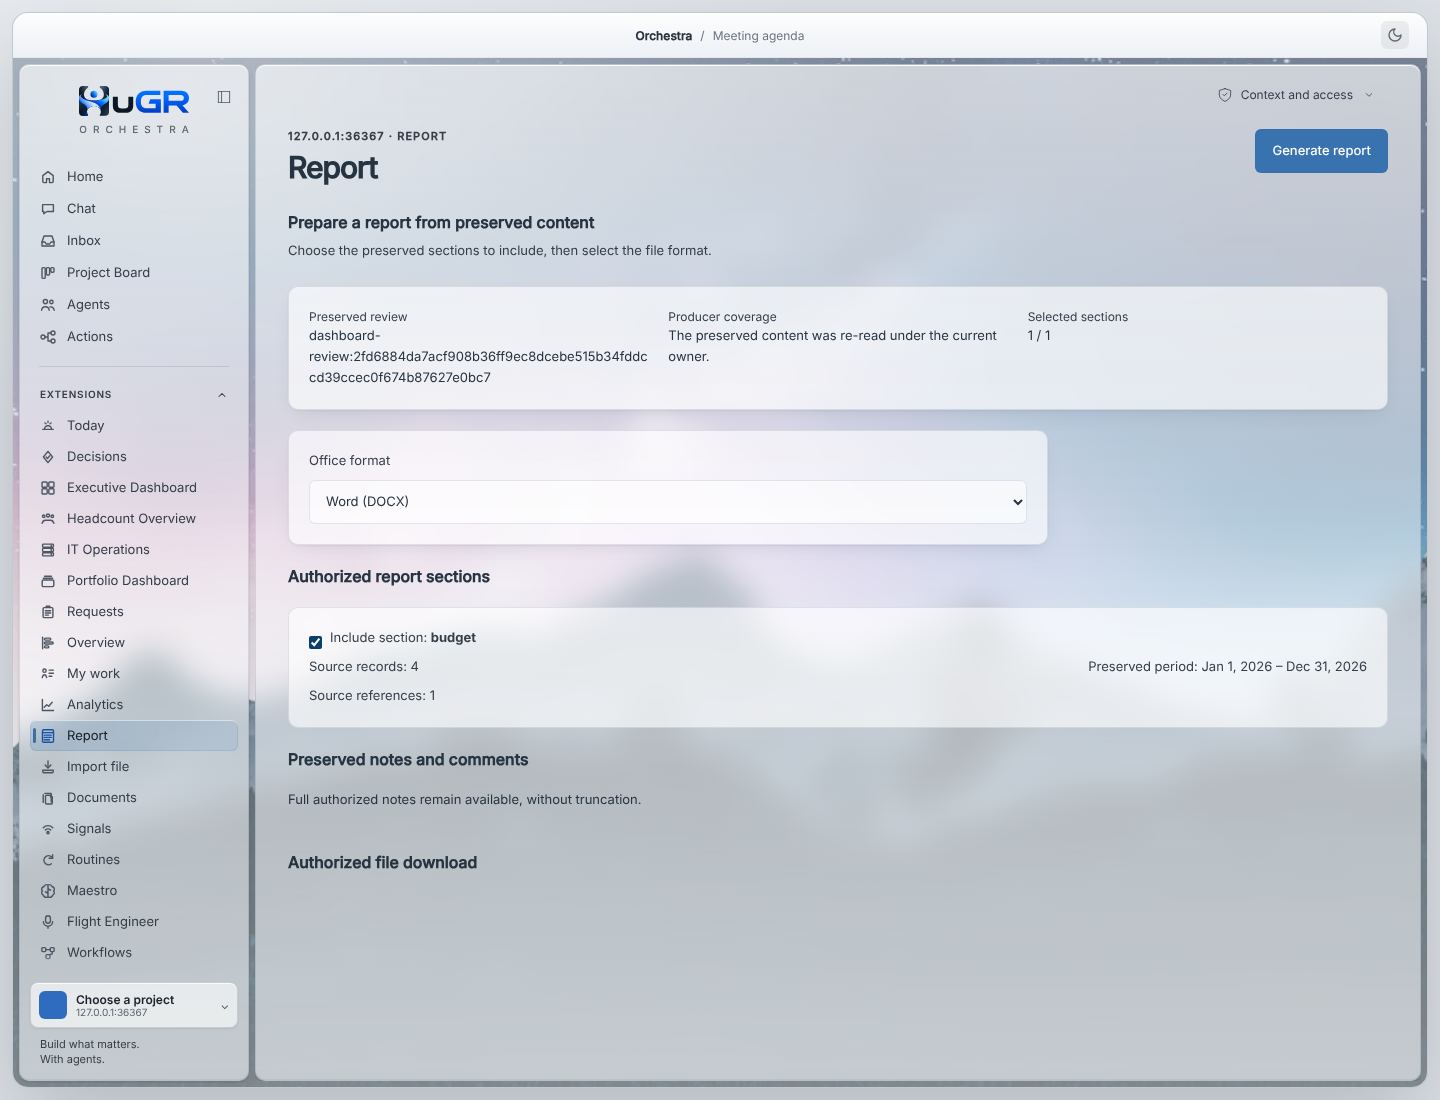 Orchestra / Meeting agenda
HuGR
ORCHESTRA
Home
Chat
Inbox
Project Board
Agents
Actions
EXTENSIONS
Today
Decisions
Executive Dashboard
Headcount Overview
IT Operations
Portfolio Dashboard
Requests
Overview
My work
Analytics
Report
Import file
Documents
Signals
Routines
Maestro
Flight Engineer
Workflows
Choose a project
127.0.0.1:36367
Build what matters.
With agents.
Context and access
127.0.0.1:36367 · REPORT
Report
Generate report
Prepare a report from preserved content
Choose the preserved sections to include, then select the file format.
Preserved review
dashboard-
review:2fd6884da7acf908b36ff9ec8dcebe515b34fddc
cd39ccec0f674b87627e0bc7
Producer coverage
The preserved content was re-read under the current
owner.
Selected sections
1 / 1
Office format
Word (DOCX)
Authorized report sections
Include section: budget
Source records: 4
Preserved period: Jan 1, 2026 – Dec 31, 2026
Source references: 1
Preserved notes and comments
Full authorized notes remain available, without truncation.
Authorized file download